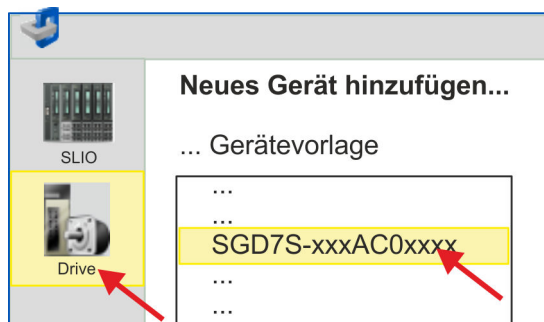 Neues Gerät hinzufügen...
SLIO
... Gerätevorlage
...
...
SGD7S-xxxAC0xxxx
Drive
...
...